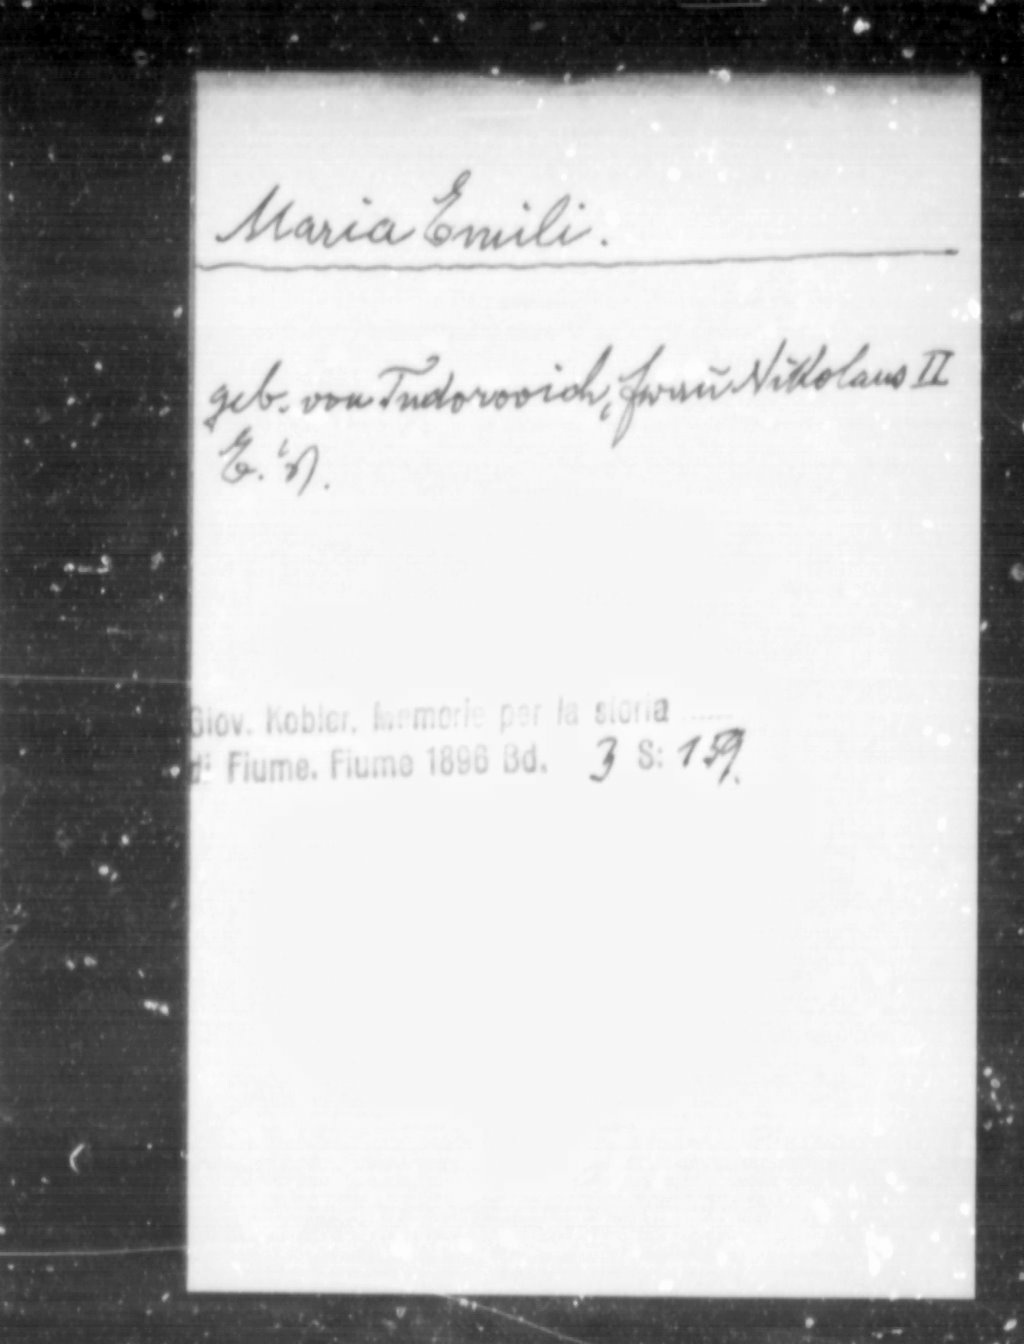 Maria Emili.
geb. von Tudorovich, frau Nikolaus II
E.
Giov. Kobler. Memorie per la storia
di Fiume. Fiume 1896 Bd. 3 S: 159.